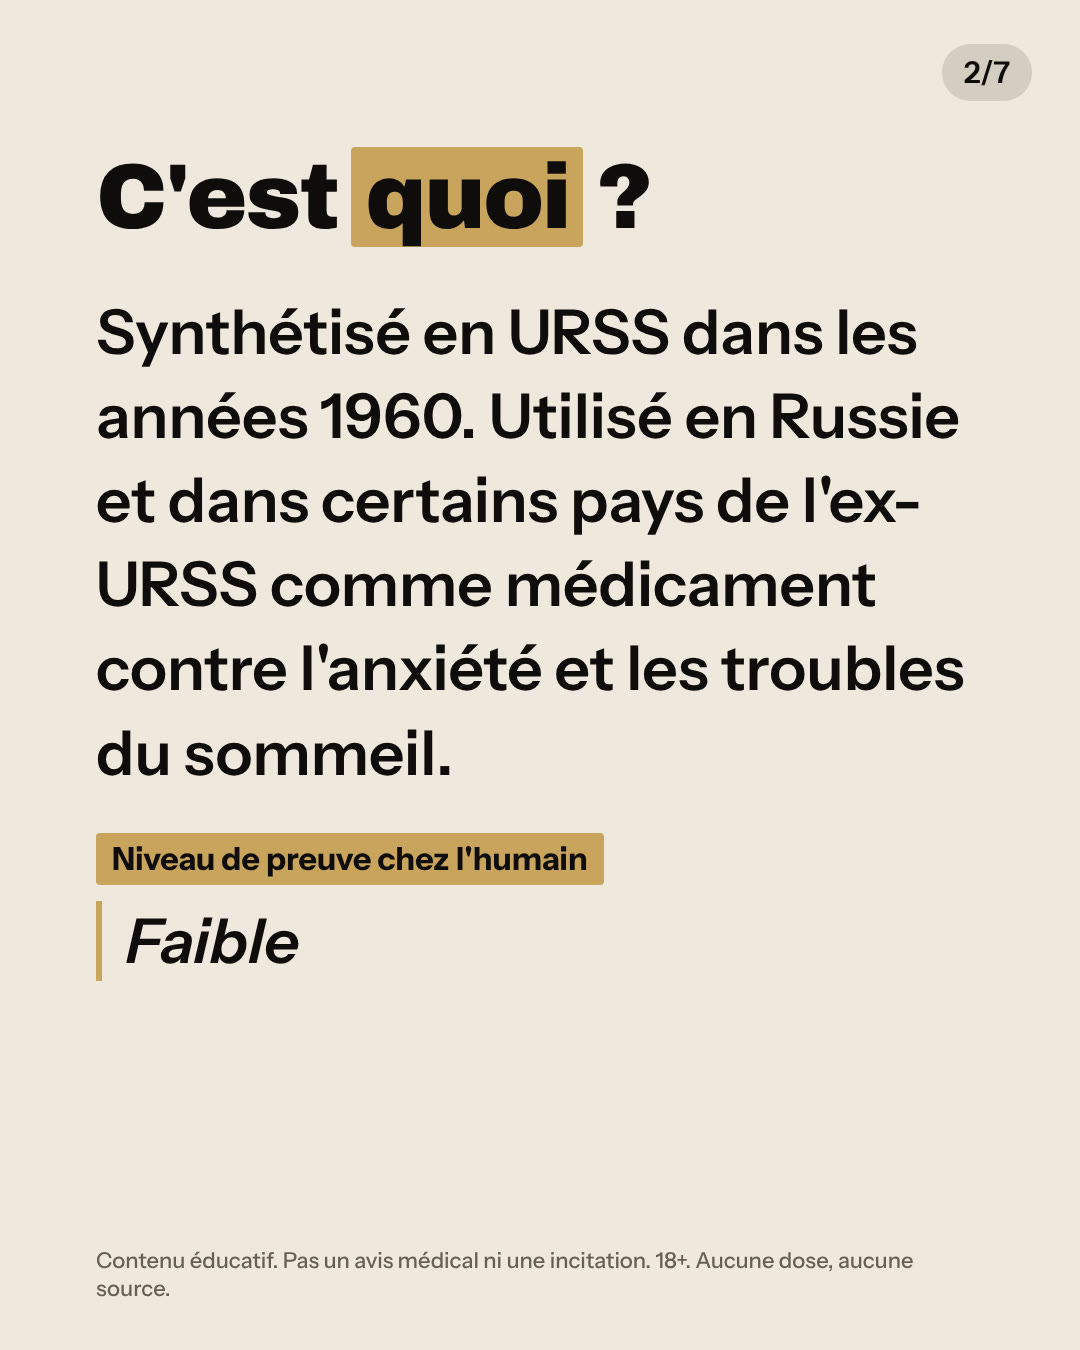 2/7
C'est quoi ?
Synthétisé en URSS dans les
années 1960. Utilisé en Russie
et dans certains pays de l'ex-
URSS comme médicament
contre l'anxiété et les troubles
du sommeil.
Niveau de preuve chez l'humain
Faible
Contenu éducatif. Pas un avis médical ni une incitation. 18+. Aucune dose, aucune
source.